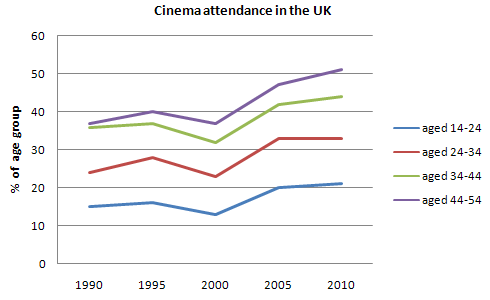 Cinema attendance in the UK
% of age group
60
50
40
30
20
10
0
1990 1995 2000 2005 2010
aged 14-24
aged 24-34
aged 34-44
aged 44-54